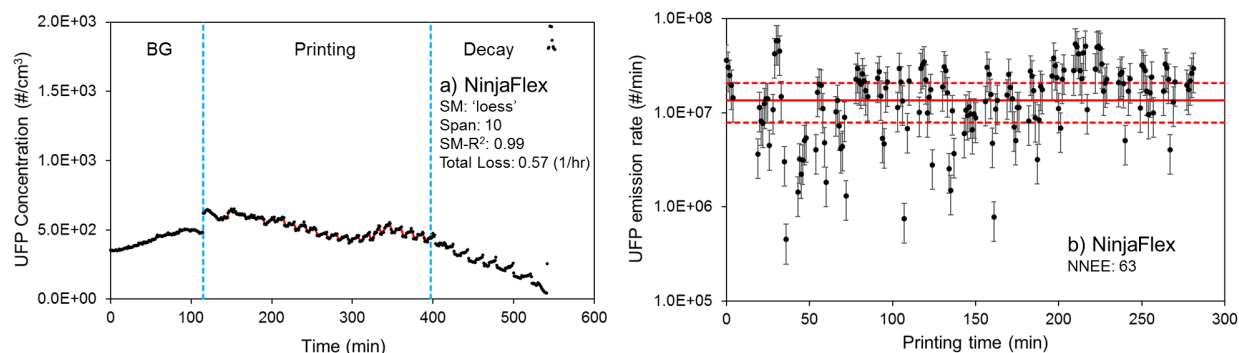 2.0E+03
BG
Printing
Decay
a) NinjaFlex
SM: ‘loess’
Span: 10
SM-R²: 0.99
Total Loss: 0.57 (1/hr)
1.5E+03
1.0E+03
5.0E+02
0.0E+00
UFP Concentration (#/cm³)
0 100 200 300 400 500 600
Time (min)
1.0E+08
1.0E+07
1.0E+06
1.0E+05
UFP emission rate (#/min)
b) NinjaFlex
NNEE: 63
0 50 100 150 200 250 300
Printing time (min)